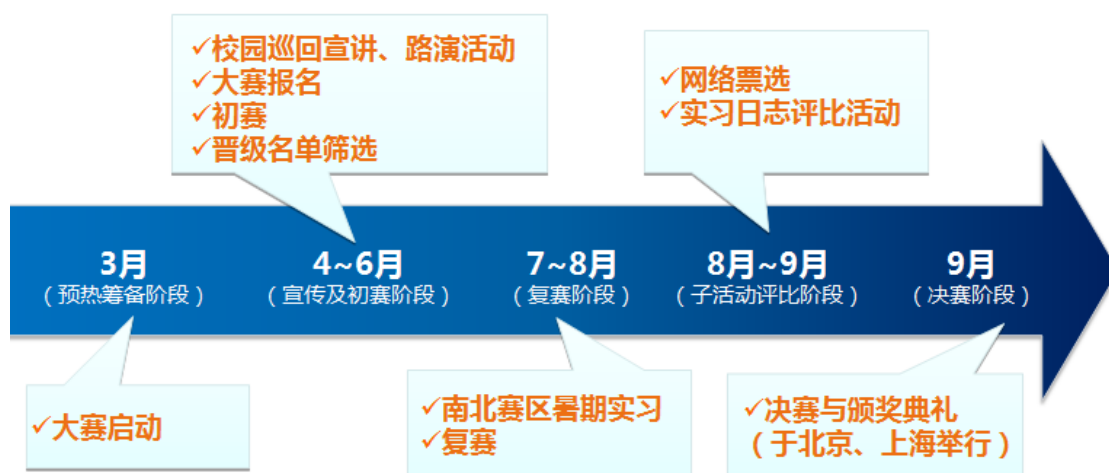 ✓校园巡回宣讲、路演活动
✓大赛报名
✓初赛
✓晋级名单筛选
✓网络票选
✓实习日志评比活动
3月
（预热筹备阶段）
4~6月
（宣传及初赛阶段）
7~8月
（复赛阶段）
8月~9月
（子活动评比阶段）
9月
（决赛阶段）
✓大赛启动
✓南北赛区暑期实习
✓复赛
✓决赛与颁奖典礼
（于北京、上海举行）